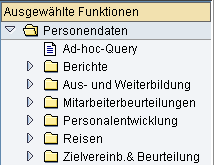 Ausgewählte Funktionen
Personendaten
Ad-hoc-Query
Berichte
Aus- und Weiterbildung
Mitarbeiterbeurteilungen
Personalentwicklung
Reisen
Zielvereinb.& Beurteilung